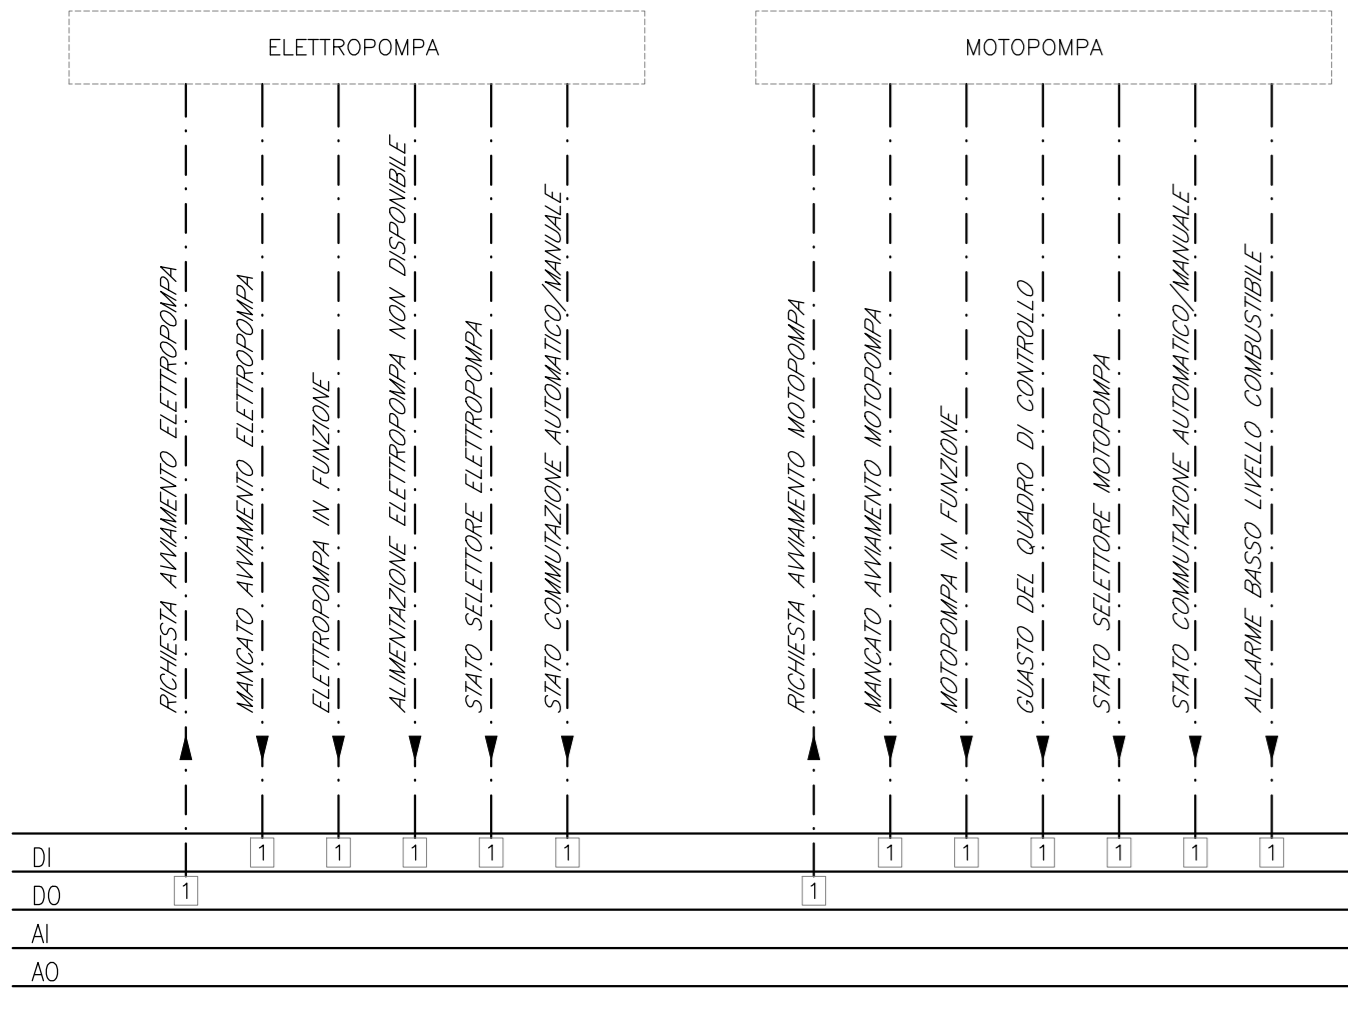 ELETTROPOMPA
MOTOPOMPA
RICHIESTA AVVIAMENTO ELETTROPOMPA
MANCATO AVVIAMENTO ELETTROPOMPA
ELETTROPOMPA IN FUNZIONE
ALIMENTAZIONE ELETTROPOMPA NON DISPONIBILE
STATO SELETTORE ELETTROPOMPA
STATO COMMUTAZIONE AUTOMATICO/MANUALE
RICHIESTA AVVIAMENTO MOTOPOMPA
MANCATO AVVIAMENTO MOTOPOMPA
MOTOPOMPA IN FUNZIONE
GUASTO DEL QUADRO DI CONTROLLO
STATO SELETTORE MOTOPOMPA
STATO COMMUTAZIONE AUTOMATICO/MANUALE
ALLARME BASSO LIVELLO COMBUSTIBILE
DI 1 1 1 1 1 1 1 1 1 1 1
DO 1 1
AI
AO